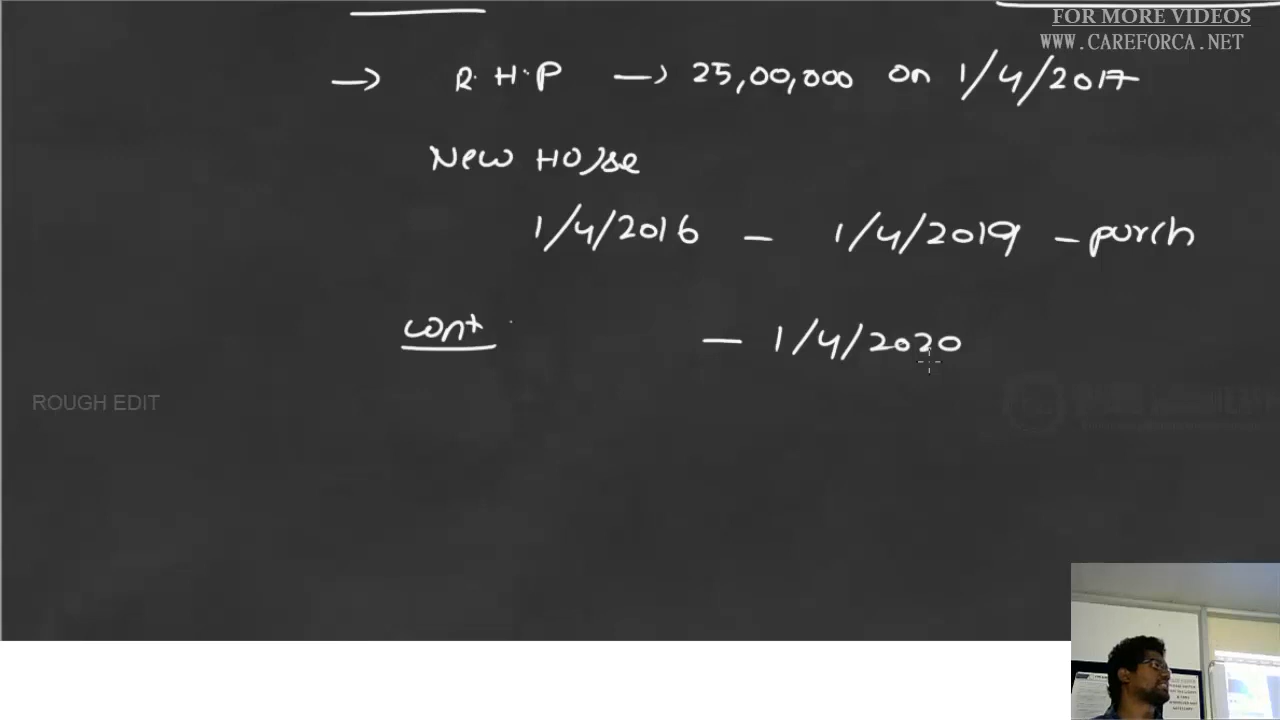 FOR MORE VIDEOS
WWW.CAREFORCA.NET
→ R.H.P → 25,00,000 on 1/4/2017
New House
1/4/2016 - 1/4/2019 - purch
const - 1/4/2020
ROUGH EDIT